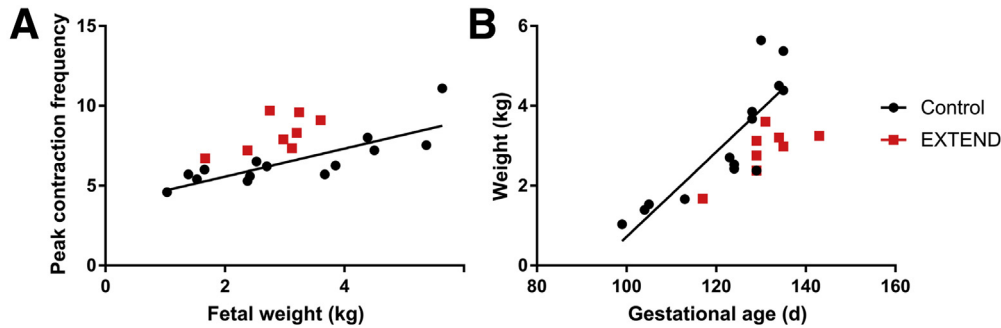 A
Peak contraction frequency
15
10
5
0
0
2
4
Fetal weight (kg)
B
Weight (kg)
6
4
2
0
80
100
120
140
160
Gestational age (d)
Control
EXTEND